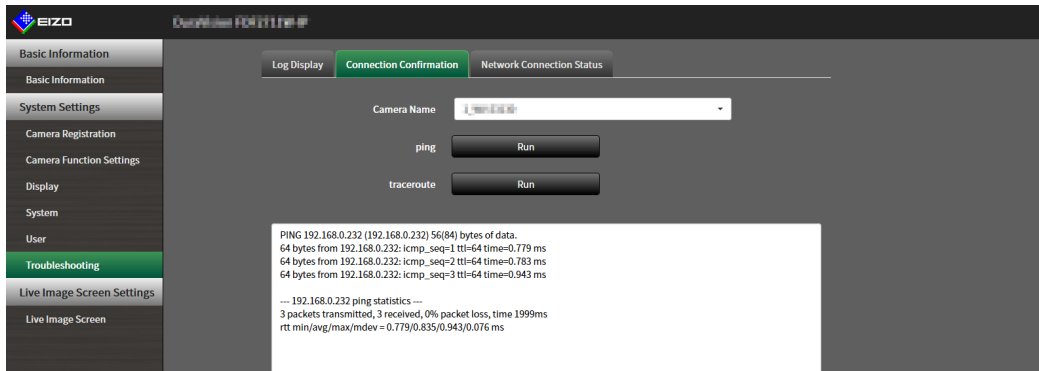 EIZO
Basic Information
Basic Information
System Settings
Camera Registration
Camera Function Settings
Display
System
User
Troubleshooting
Live Image Screen Settings
Live Image Screen
Log Display Connection Confirmation Network Connection Status
Camera Name
ping Run
traceroute Run
PING 192.168.0.232 (192.168.0.232) 56(84) bytes of data.
64 bytes from 192.168.0.232: icmp_seq=1 ttl=64 time=0.779 ms
64 bytes from 192.168.0.232: icmp_seq=2 ttl=64 time=0.783 ms
64 bytes from 192.168.0.232: icmp_seq=3 ttl=64 time=0.943 ms
--- 192.168.0.232 ping statistics ---
3 packets transmitted, 3 received, 0% packet loss, time 1999ms
rtt min/avg/max/mdev = 0.779/0.835/0.943/0.076 ms